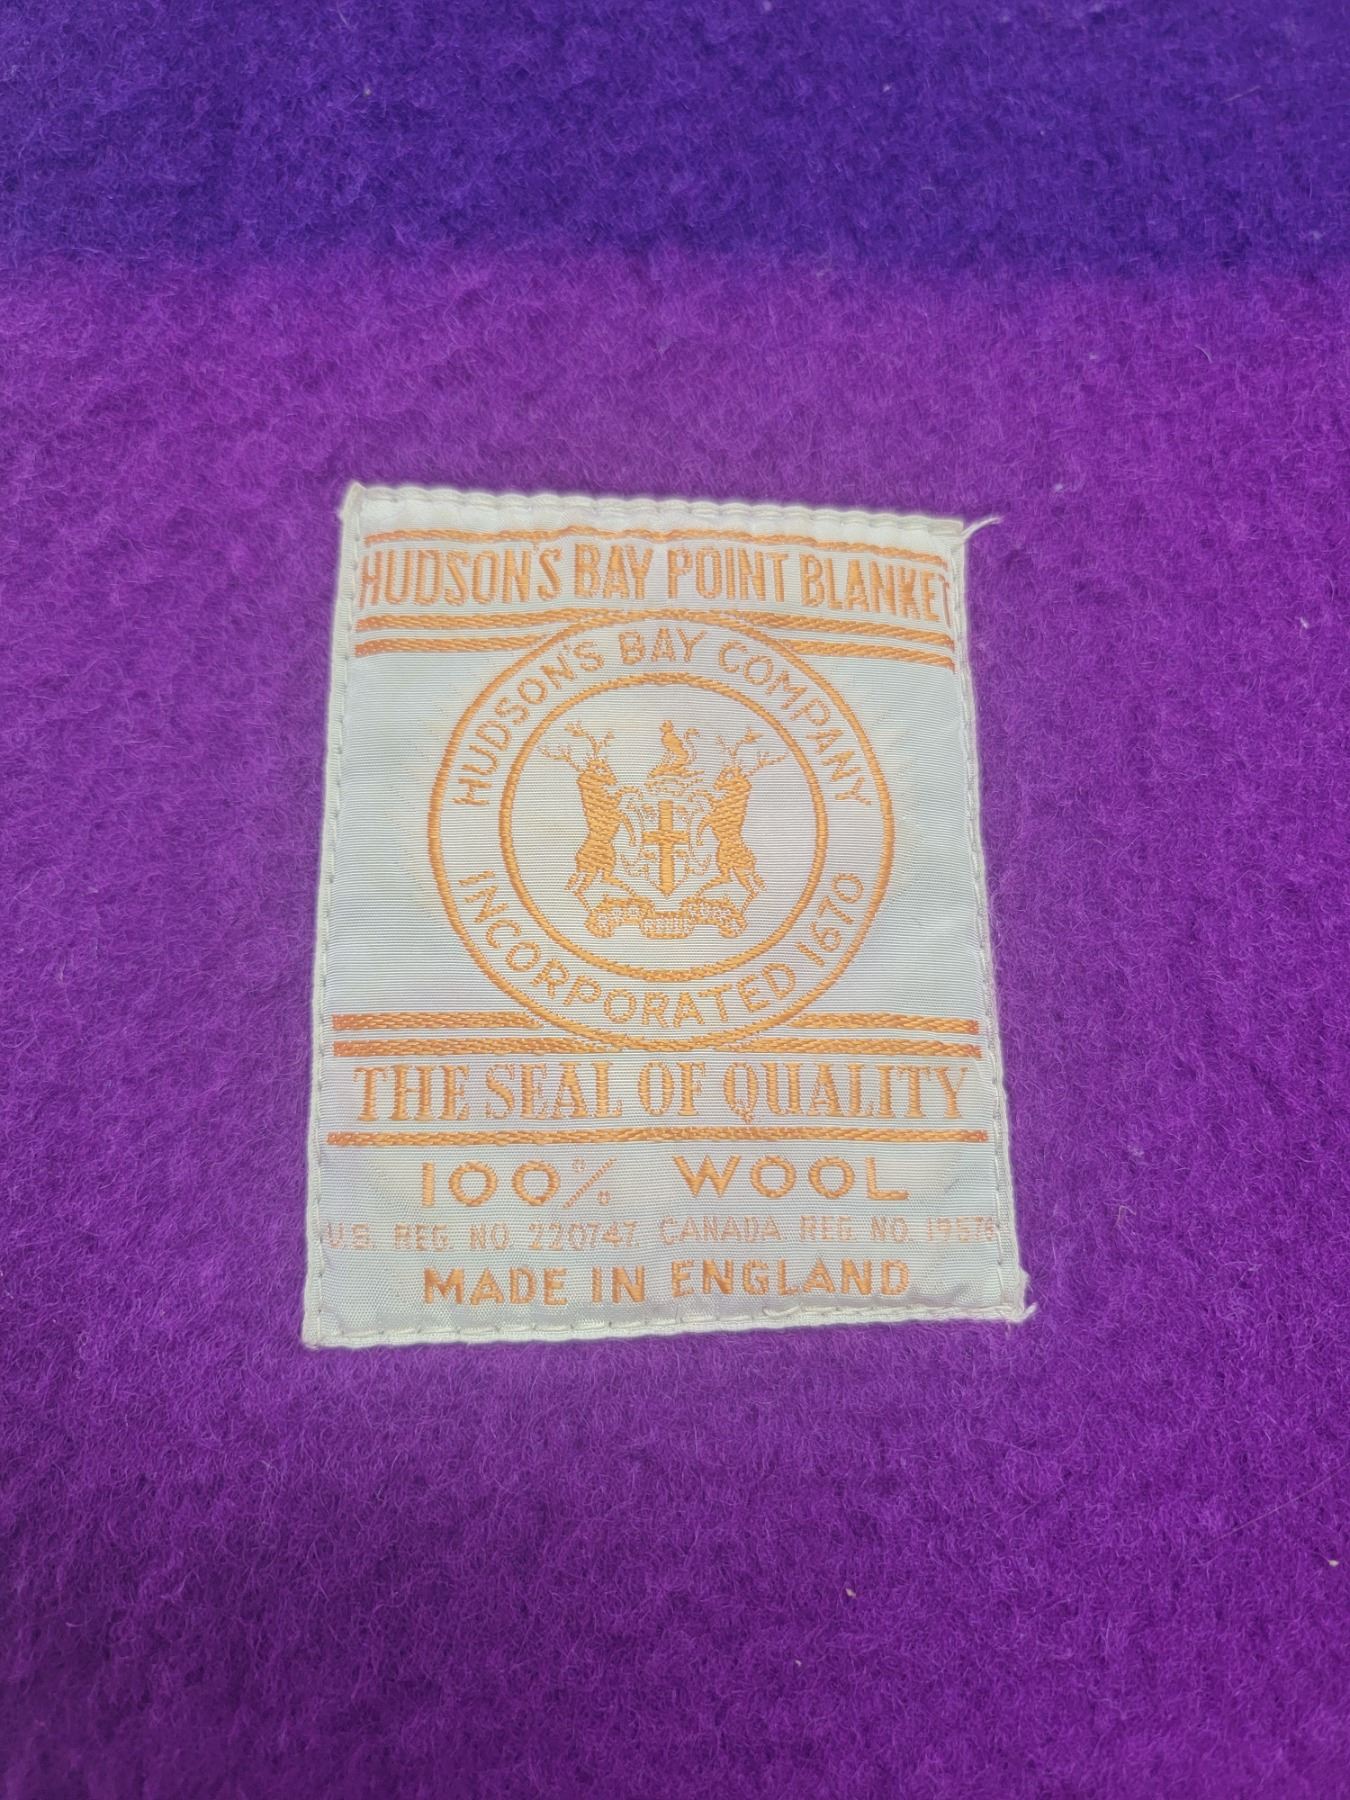 HUDSON'S BAY POINT BLANKET
HUDSON'S BAY COMPANY
INCORPORATED 1670
THE SEAL OF QUALITY
100% WOOL
U.S. REG. NO. 220747. CANADA. REG. NO. 19576
MADE IN ENGLAND